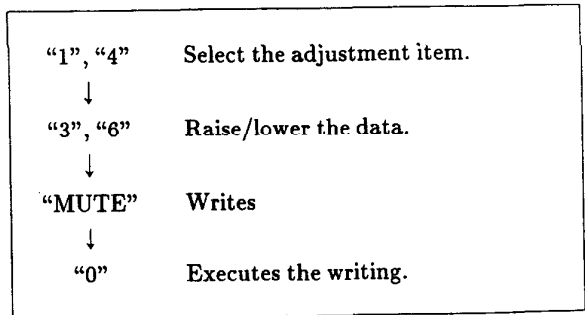 “1”, “4” Select the adjustment item.
↓
“3”, “6” Raise/lower the data.
↓
“MUTE” Writes
↓
“0” Executes the writing.